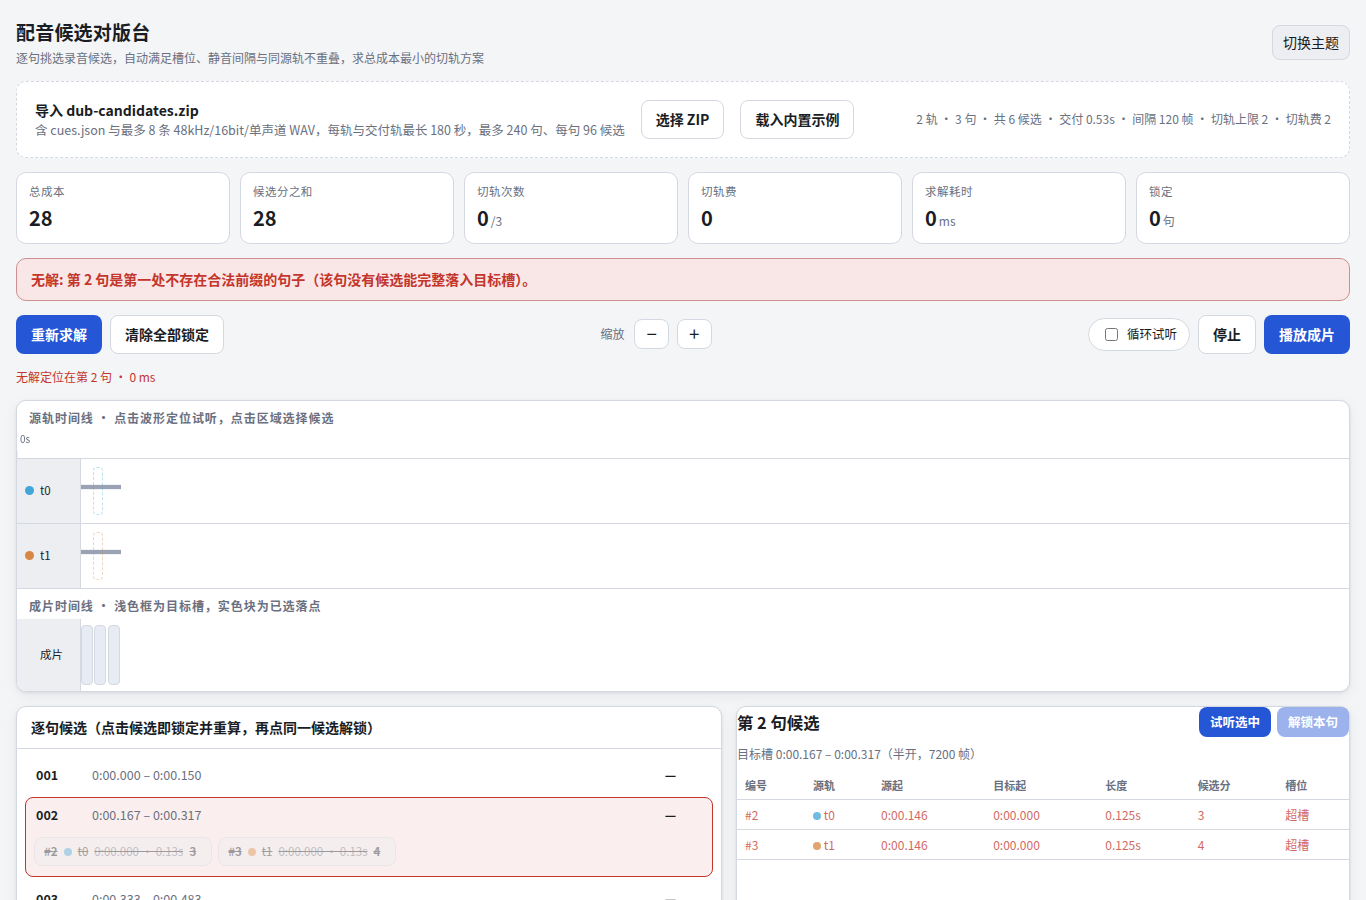 配音候选对版台
逐句挑选录音候选，自动满足槽位、静音间隔与同源轨不重叠，求总成本最小的切轨方案
切换主题
导入 dub-candidates.zip
含 cues.json 与最多 8 条 48kHz/16bit/单声道 WAV，每轨与交付轨最长 180 秒，最多 240 句、每句 96 候选
选择 ZIP
载入内置示例
2 轨 · 3 句 · 共 6 候选 · 交付 0.53s · 间隔 120 帧 · 切轨上限 2 · 切轨费 2
总成本
28
候选分之和
28
切轨次数
0 /3
切轨费
0
求解耗时
0 ms
锁定
0 句
无解: 第 2 句是第一处不存在合法前缀的句子（该句没有候选能完整落入目标槽）。
重新求解
清除全部锁定
缩放
−
+
循环试听
停止
播放成片
无解定位在第 2 句 · 0 ms
源轨时间线 · 点击波形定位试听，点击区域选择候选
0s
t0
t1
成片时间线 · 浅色框为目标槽，实色块为已选落点
成片
逐句候选（点击候选即锁定并重算，再点同一候选解锁）
001 0:00.000 – 0:00.150 —
002 0:00.167 – 0:00.317 —
#2 t0 0:00.000 · 0.13s 3
#3 t1 0:00.000 · 0.13s 4
003 0:00.333 – 0:00.483 —
第 2 句候选
试听选中
解锁本句
目标槽 0:00.167 – 0:00.317（半开，7200 帧）
编号 源轨 源起 目标起 长度 候选分 槽位
#2 t0 0:00.146 0:00.000 0.125s 3 超槽
#3 t1 0:00.146 0:00.000 0.125s 4 超槽